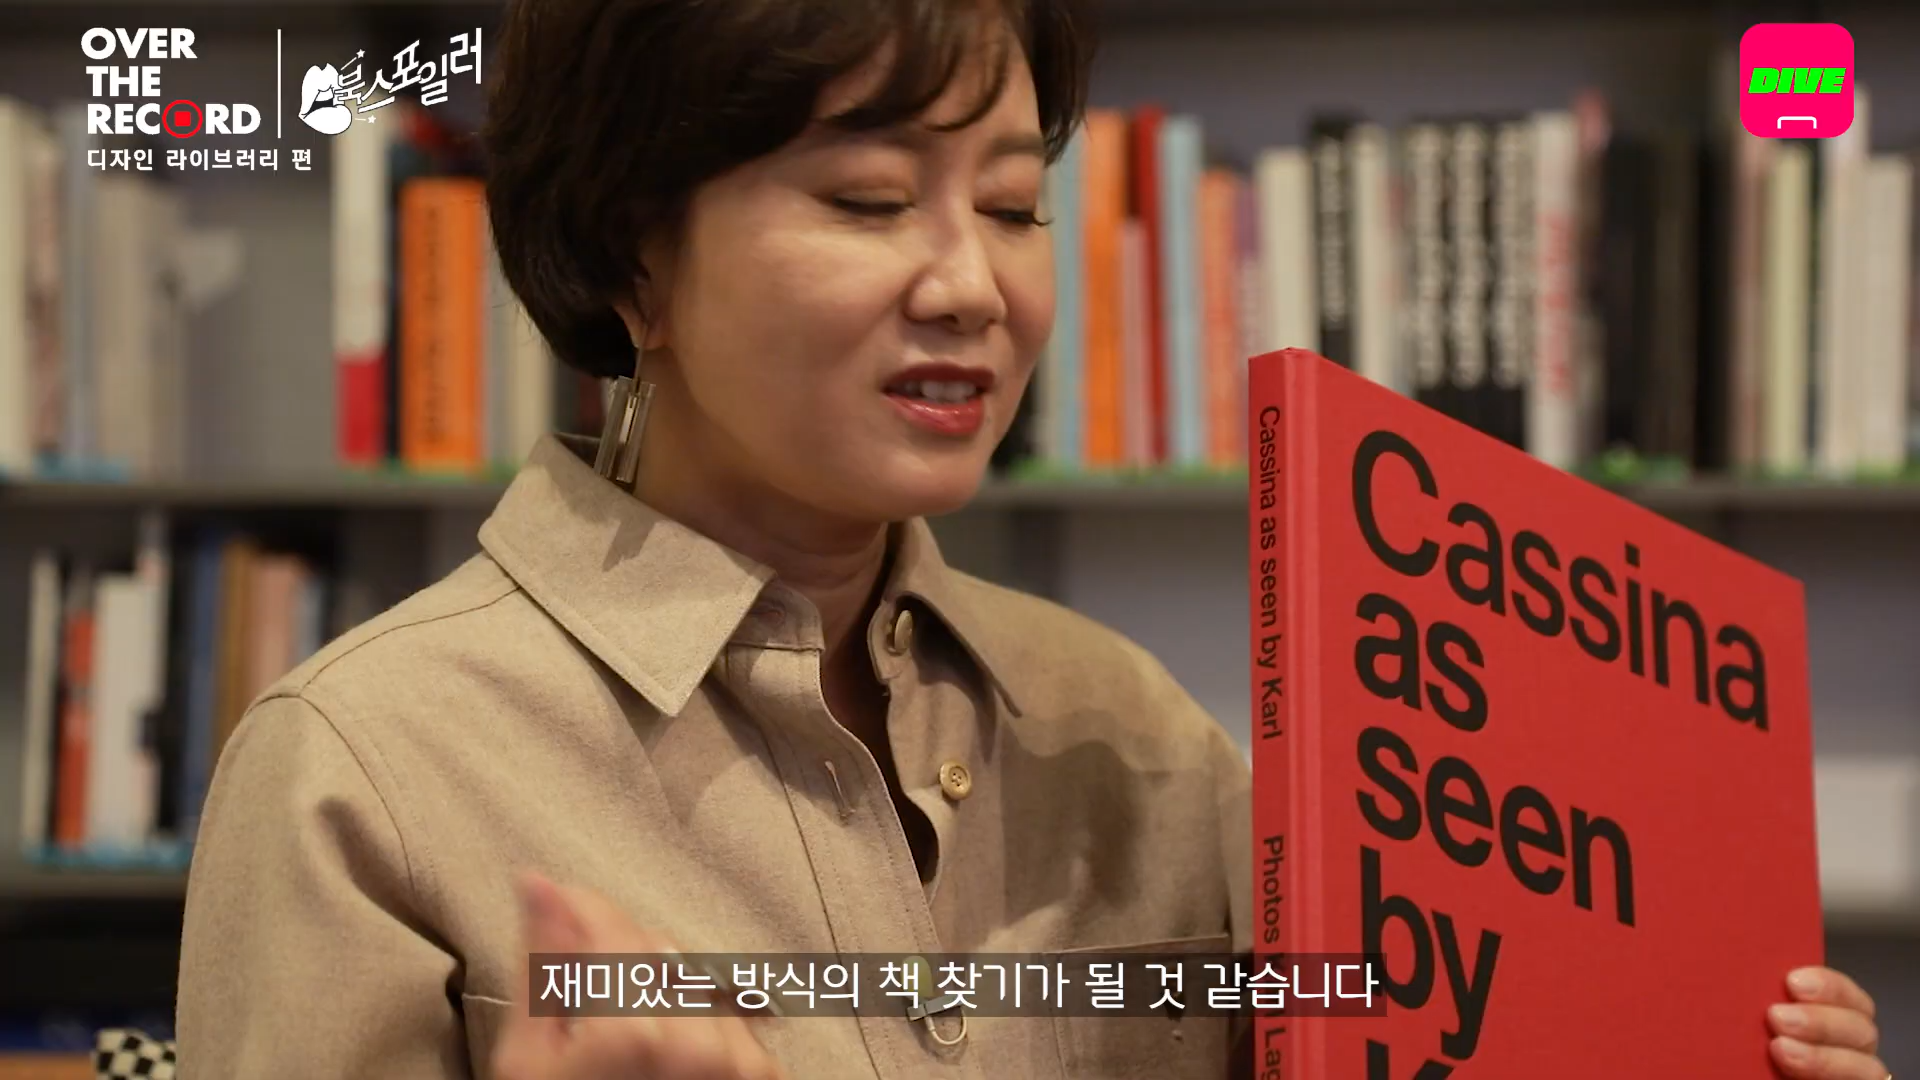 OVER
THE
RECORD
디자인 라이브러리 편
북스포일러
DIVE
Cassina as seen by Karl
Photos
Cassina
as
seen
by
재미있는 방식의 책 찾기가 될 것 같습니다